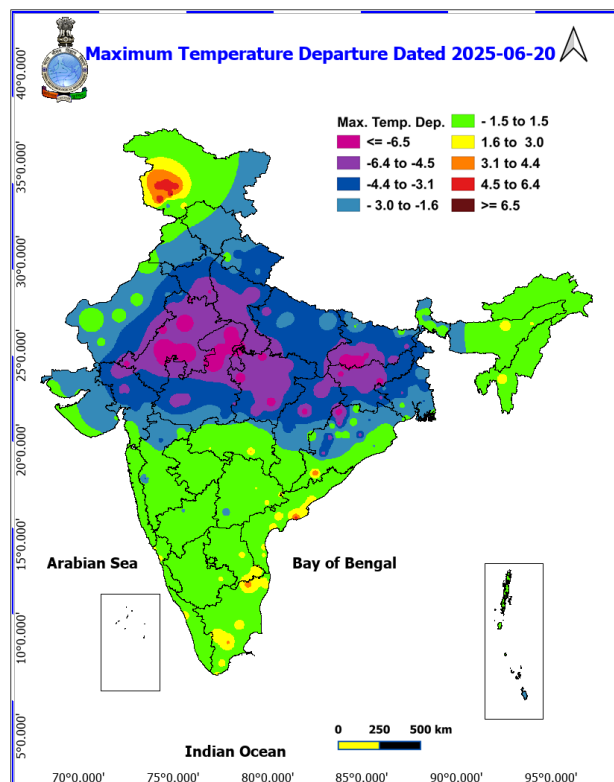 Maximum Temperature Departure Dated 2025-06-20
Max. Temp. Dep.
<= -6.5
-6.4 to -4.5
-4.4 to -3.1
- 3.0 to -1.6
- 1.5 to 1.5
1.6 to 3.0
3.1 to 4.4
4.5 to 6.4
>= 6.5
40°0.000'
35°0.000'
30°0.000'
25°0.000'
20°0.000'
15°0.000'
10°0.000'
5°0.000'
Arabian Sea
Bay of Bengal
Indian Ocean
0 250 500 km
70°0.000' 75°0.000' 80°0.000' 85°0.000' 90°0.000' 95°0.000'